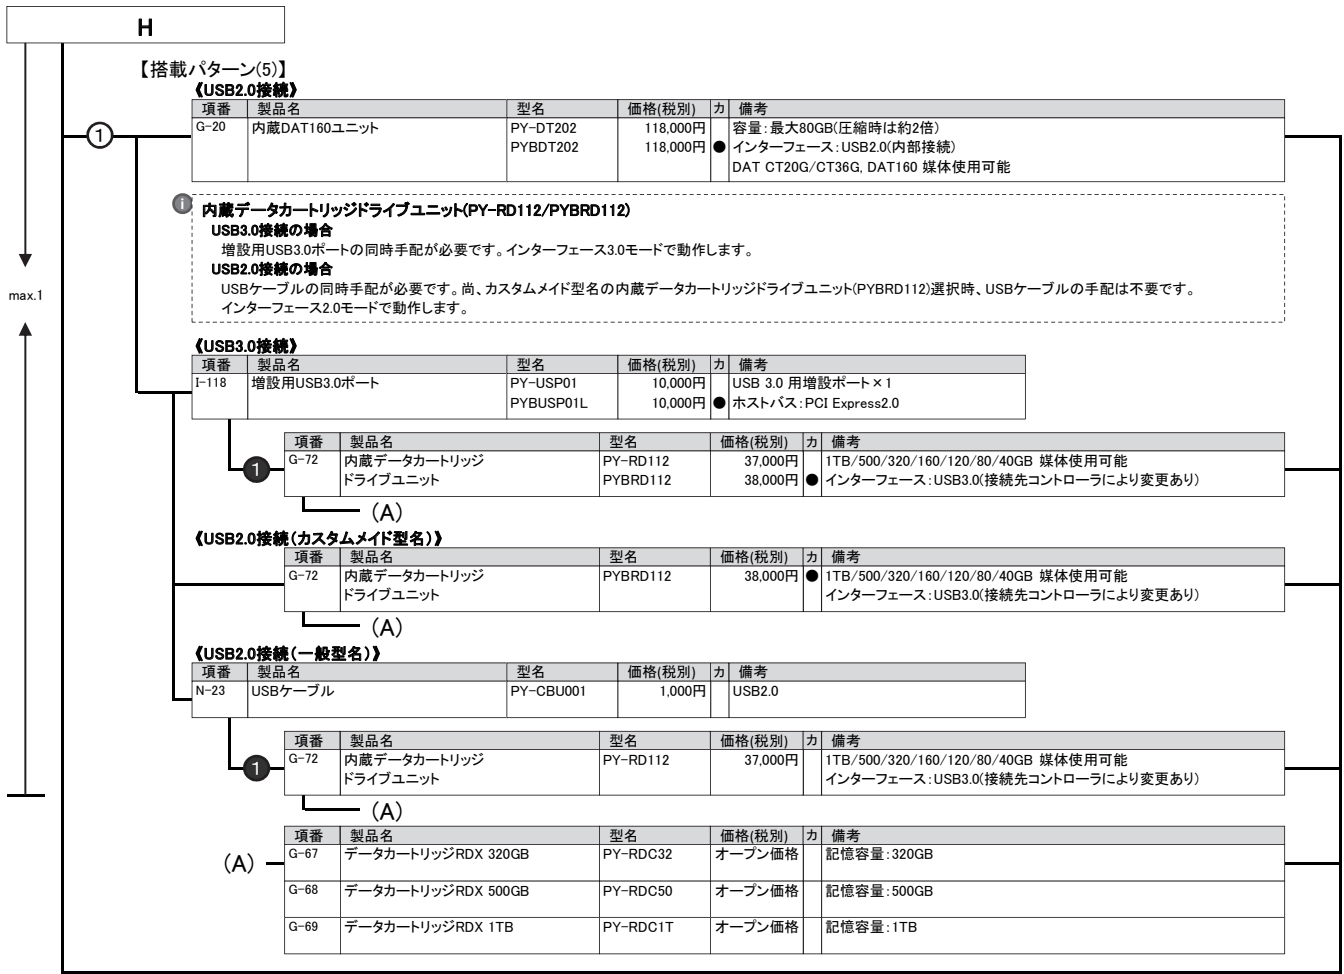 H
【搭載パターン(5)】
《USB2.0接続》
項番 製品名 型名 価格(税別) カ 備考
① G-20 内蔵DAT160ユニット PY-DT202 118,000円 容量:最大80GB(圧縮時は約2倍)
PYBDT202 118,000円 ● インターフェース:USB2.0(内部接続)
DAT CT20G/CT36G, DAT160 媒体使用可能
i 内蔵データカートリッジドライブユニット(PY-RD112/PYBRD112)
USB3.0接続の場合
増設用USB3.0ポートの同時手配が必要です。インターフェース3.0モードで動作します。
USB2.0接続の場合
USBケーブルの同時手配が必要です。尚、カスタムメイド型名の内蔵データカートリッジドライブユニット(PYBRD112)選択時、USBケーブルの手配は不要です。
インターフェース2.0モードで動作します。
max.1
《USB3.0接続》
項番 製品名 型名 価格(税別) カ 備考
I-118 増設用USB3.0ポート PY-USP01 10,000円 USB 3.0 用増設ポート×1
PYBUSP01L 10,000円 ● ホストバス:PCI Express2.0
項番 製品名 型名 価格(税別) カ 備考
❶ G-72 内蔵データカートリッジ PY-RD112 37,000円 1TB/500/320/160/120/80/40GB 媒体使用可能
ドライブユニット PYBRD112 38,000円 ● インターフェース:USB3.0(接続先コントローラにより変更あり)
(A)
《USB2.0接続(カスタムメイド型名)》
項番 製品名 型名 価格(税別) カ 備考
G-72 内蔵データカートリッジ PYBRD112 38,000円 ● 1TB/500/320/160/120/80/40GB 媒体使用可能
ドライブユニット インターフェース:USB3.0(接続先コントローラにより変更あり)
(A)
《USB2.0接続(一般型名)》
項番 製品名 型名 価格(税別) カ 備考
N-23 USBケーブル PY-CBU001 1,000円 USB2.0
項番 製品名 型名 価格(税別) カ 備考
❶ G-72 内蔵データカートリッジ PY-RD112 37,000円 1TB/500/320/160/120/80/40GB 媒体使用可能
ドライブユニット インターフェース:USB3.0(接続先コントローラにより変更あり)
(A)
項番 製品名 型名 価格(税別) カ 備考
(A) G-67 データカートリッジRDX 320GB PY-RDC32 オープン価格 記憶容量:320GB
G-68 データカートリッジRDX 500GB PY-RDC50 オープン価格 記憶容量:500GB
G-69 データカートリッジRDX 1TB PY-RDC1T オープン価格 記憶容量:1TB